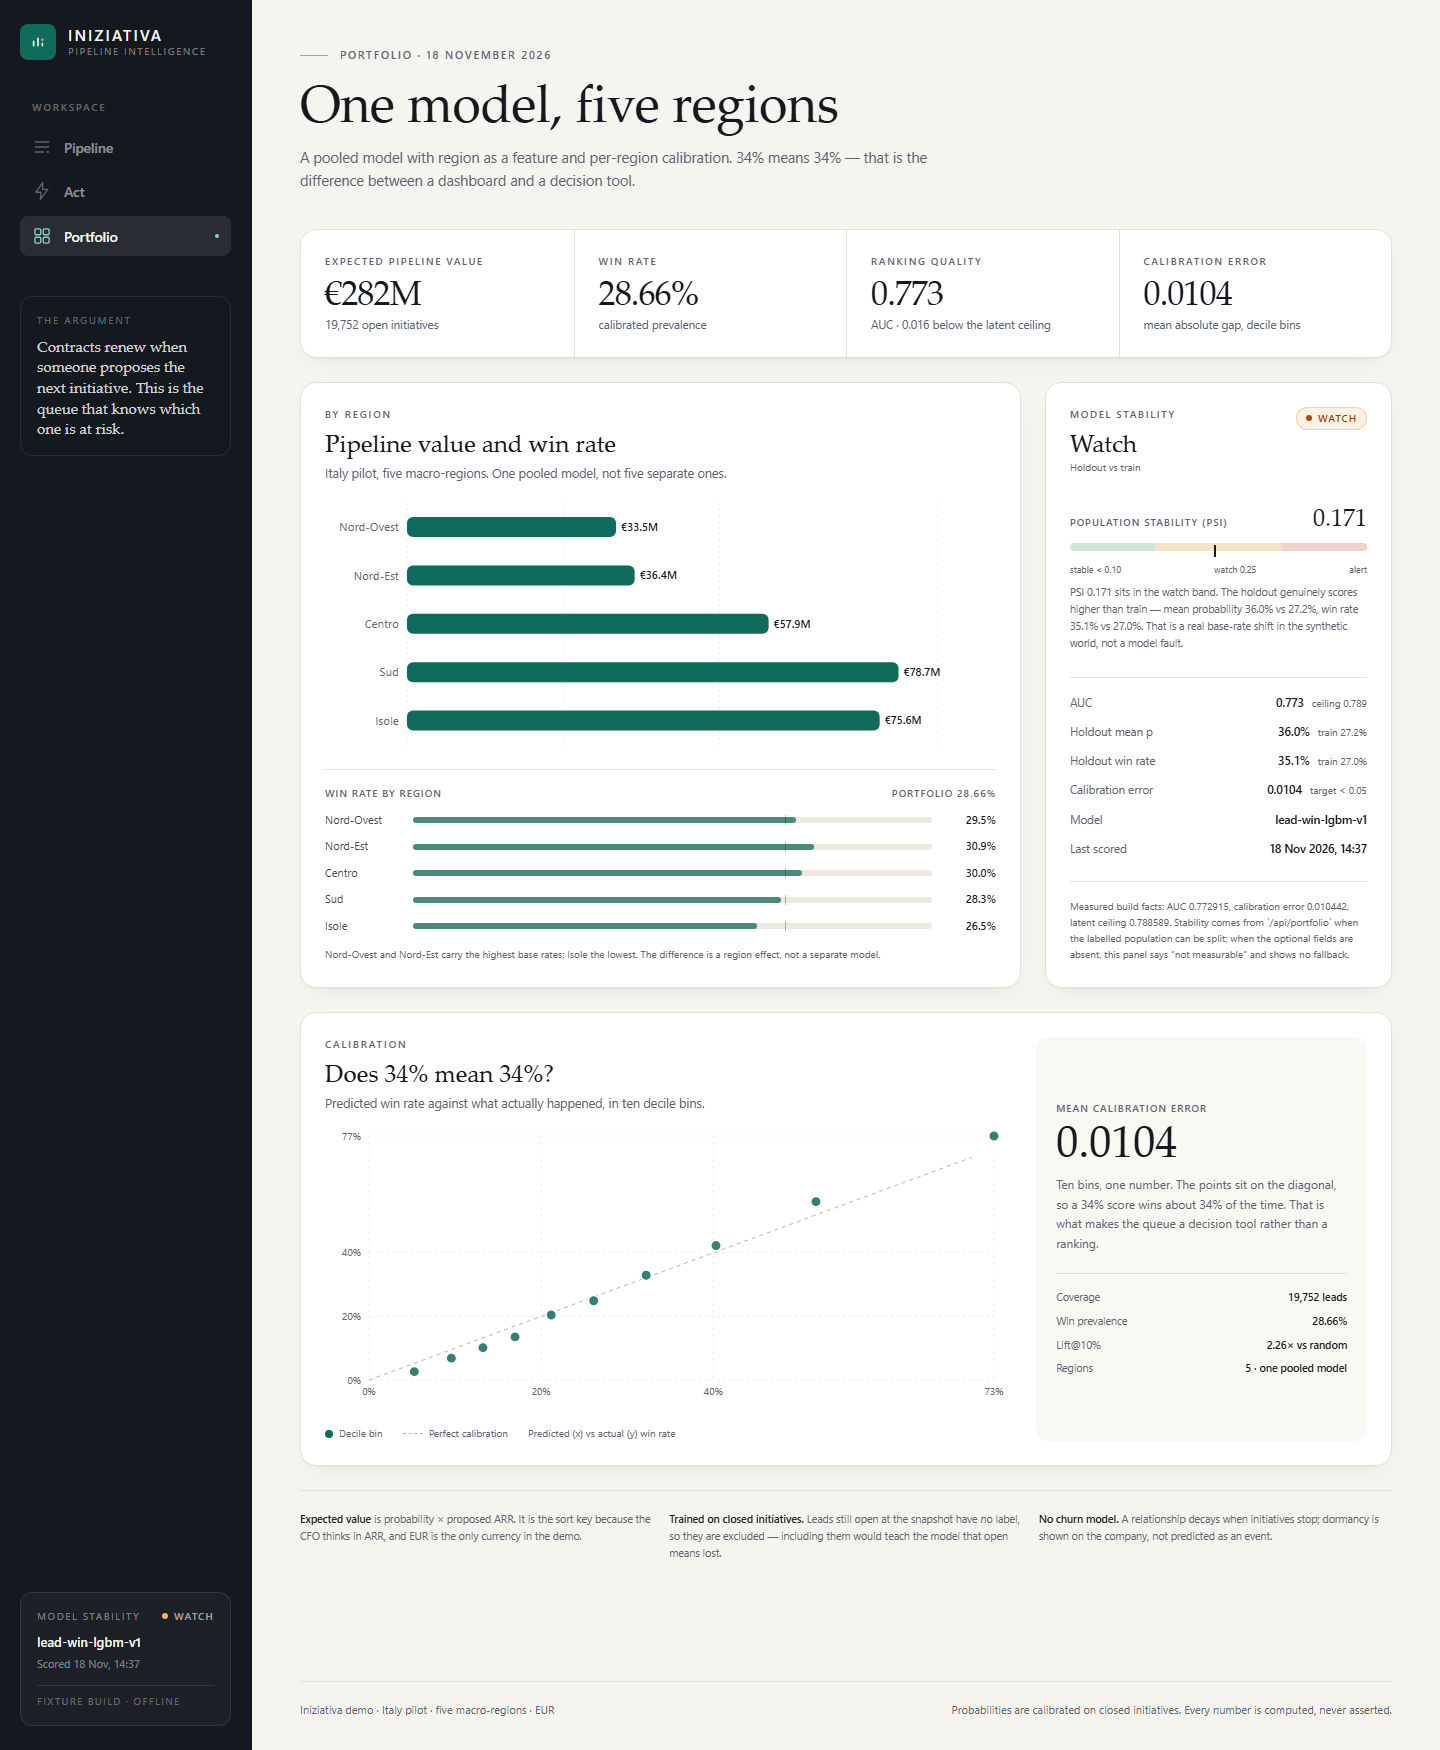 INIZIATIVA
PIPELINE INTELLIGENCE
WORKSPACE
Pipeline
Act
Portfolio
THE ARGUMENT
Contracts renew when
someone proposes the
next initiative. This is the
queue that knows which
one is at risk.
MODEL STABILITY
WATCH
lead-win-lgbm-v1
Scored 18 Nov, 14:37
FIXTURE BUILD · OFFLINE
PORTFOLIO · 18 NOVEMBER 2026
One model, five regions
A pooled model with region as a feature and per-region calibration. 34% means 34% — that is the
difference between a dashboard and a decision tool.
EXPECTED PIPELINE VALUE
€282M
19,752 open initiatives
WIN RATE
28.66%
calibrated prevalence
RANKING QUALITY
0.773
AUC · 0.016 below the latent ceiling
CALIBRATION ERROR
0.0104
mean absolute gap, decile bins
BY REGION
Pipeline value and win rate
Italy pilot, five macro-regions. One pooled model, not five separate ones.
Nord-Ovest €33.5M
Nord-Est €36.4M
Centro €57.9M
Sud €78.7M
Isole €75.6M
WIN RATE BY REGION PORTFOLIO 28.66%
Nord-Ovest 29.5%
Nord-Est 30.9%
Centro 30.0%
Sud 28.3%
Isole 26.5%
Nord-Ovest and Nord-Est carry the highest base rates; Isole the lowest. The difference is a region effect, not a separate model.
MODEL STABILITY
WATCH
Watch
Holdout vs train
POPULATION STABILITY (PSI) 0.171
stable < 0.10 watch 0.25 alert
PSI 0.171 sits in the watch band. The holdout genuinely scores
higher than train — mean probability 36.0% vs 27.2%, win rate
35.1% vs 27.0%. That is a real base-rate shift in the synthetic
world, not a model fault.
AUC 0.773 ceiling 0.789
Holdout mean p 36.0% train 27.2%
Holdout win rate 35.1% train 27.0%
Calibration error 0.0104 target < 0.05
Model lead-win-lgbm-v1
Last scored 18 Nov 2026, 14:37
Measured build facts: AUC 0.772915, calibration error 0.010442,
latent ceiling 0.788589. Stability comes from `/api/portfolio` when
the labelled population can be split; when the optional fields are
absent, this panel says “not measurable” and shows no fallback.
CALIBRATION
Does 34% mean 34%?
Predicted win rate against what actually happened, in ten decile bins.
77%
40%
20%
0%
0% 20% 40% 73%
Decile bin Perfect calibration Predicted (x) vs actual (y) win rate
MEAN CALIBRATION ERROR
0.0104
Ten bins, one number. The points sit on the diagonal,
so a 34% score wins about 34% of the time. That is
what makes the queue a decision tool rather than a
ranking.
Coverage 19,752 leads
Win prevalence 28.66%
Lift@10% 2.26× vs random
Regions 5 · one pooled model
Expected value is probability × proposed ARR. It is the sort key because the
CFO thinks in ARR, and EUR is the only currency in the demo.
Trained on closed initiatives. Leads still open at the snapshot have no label,
so they are excluded — including them would teach the model that open
means lost.
No churn model. A relationship decays when initiatives stop; dormancy is
shown on the company, not predicted as an event.
Iniziativa demo · Italy pilot · five macro-regions · EUR
Probabilities are calibrated on closed initiatives. Every number is computed, never asserted.